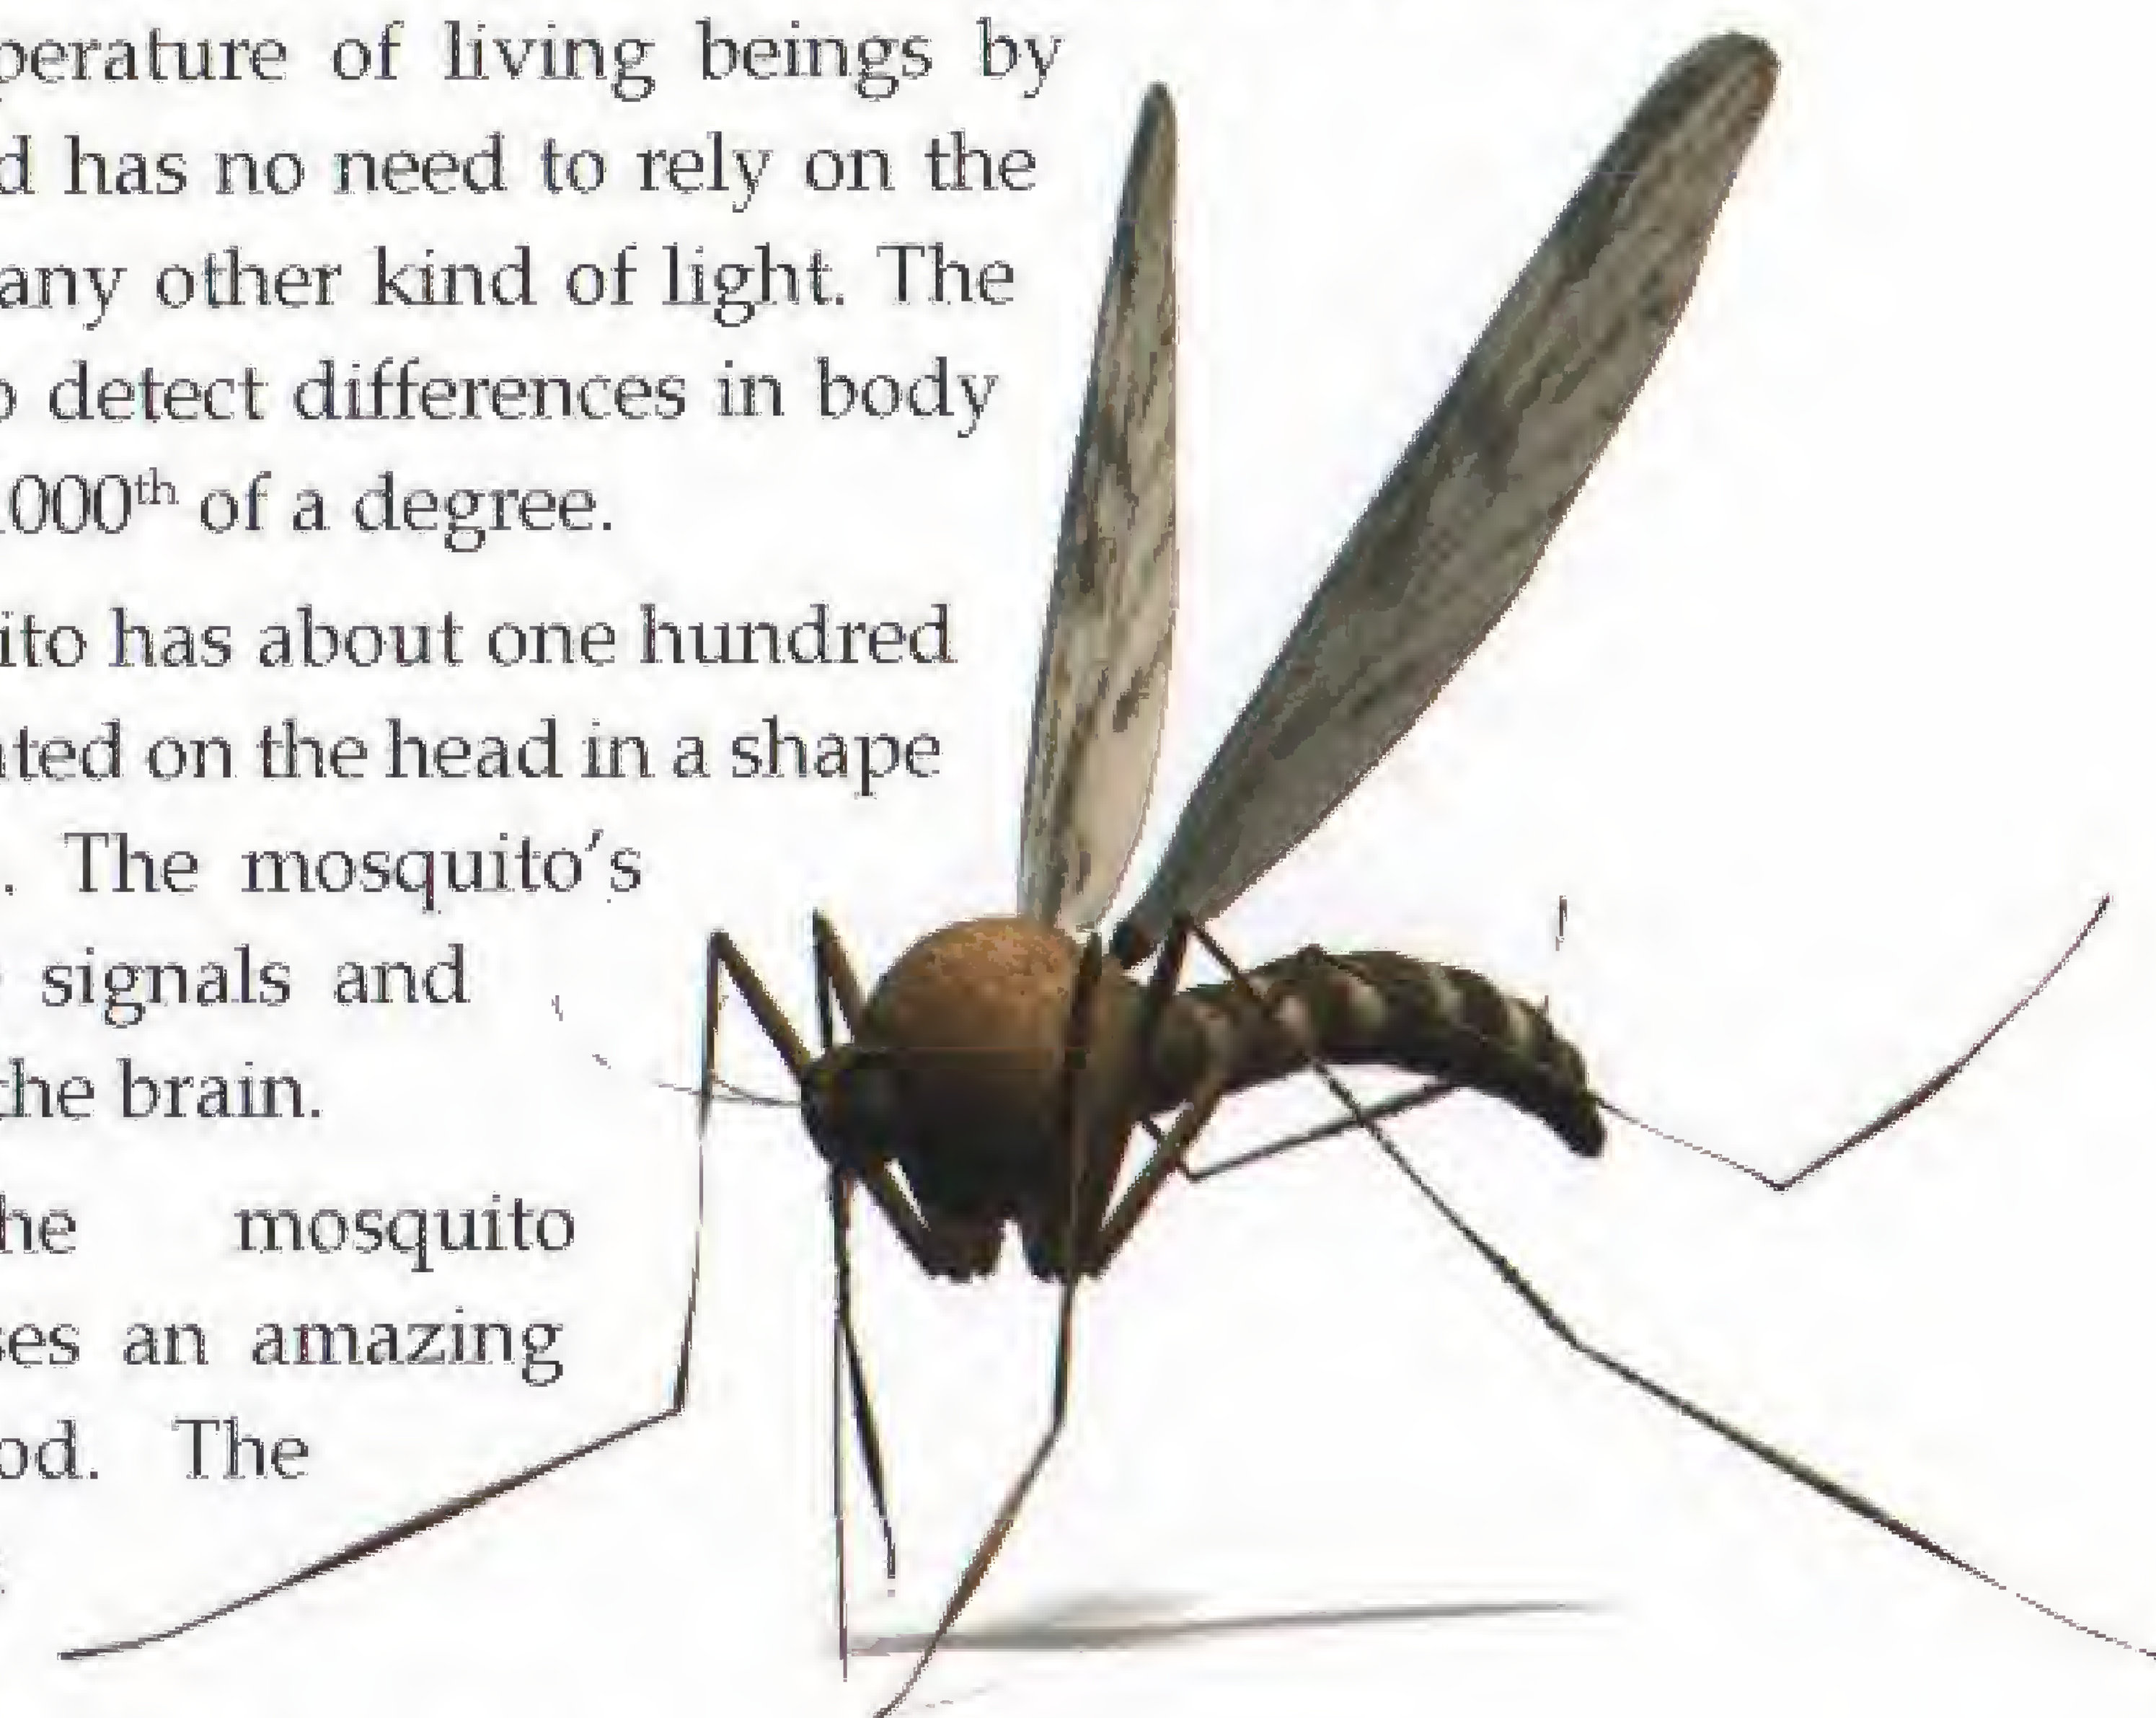 perature of living beings by
d has no need to rely on the
any other kind of light. The
o detect differences in body
000th of a degree.
ito has about one hundred
ated on the head in a shape
. The mosquito's
signals and
the brain.
he mosquito
ses an amazing
od. The